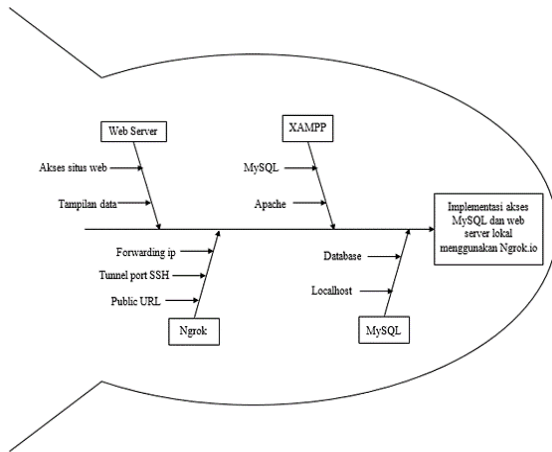 Web Server
XAMPP
Akses situs web
MySQL
Tampilan data
Apache
Implementasi akses
MySQL dan web
server lokal
menggunakan Ngrok.io
Forwarding ip
Database
Tunnel port SSH
Localhost
Public URL
Ngrok
MySQL